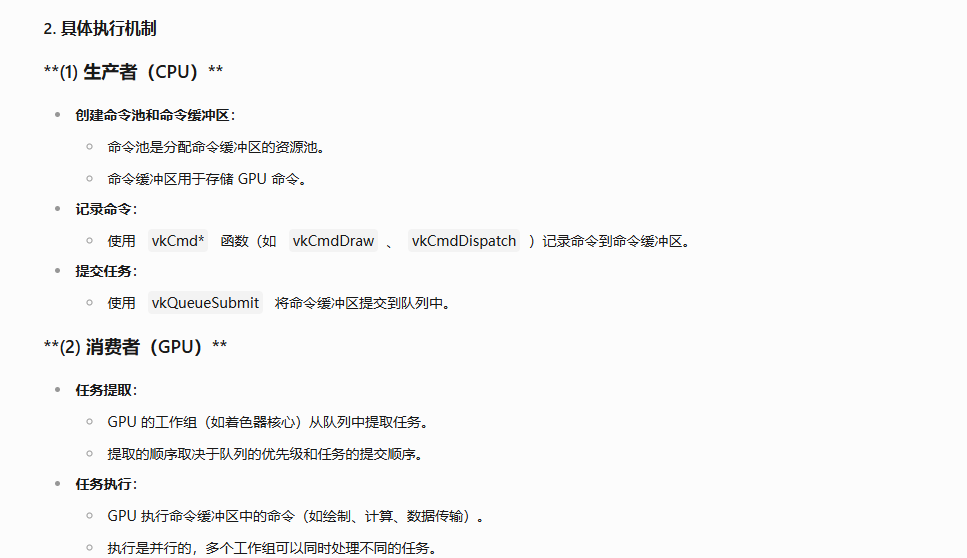 2. 具体执行机制
**(1) 生产者（CPU）**
创建命令池和命令缓冲区：
命令池是分配命令缓冲区的资源池。
命令缓冲区用于存储 GPU 命令。
记录命令：
使用 vkCmd* 函数（如 vkCmdDraw 、 vkCmdDispatch ）记录命令到命令缓冲区。
提交任务：
使用 vkQueueSubmit 将命令缓冲区提交到队列中。
**(2) 消费者（GPU）**
任务提取：
GPU 的工作组（如着色器核心）从队列中提取任务。
提取的顺序取决于队列的优先级和任务的提交顺序。
任务执行：
GPU 执行命令缓冲区中的命令（如绘制、计算、数据传输）。
执行是并行的，多个工作组可以同时处理不同的任务。